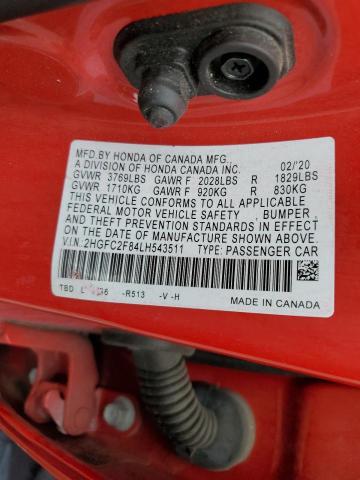 MFD.BY HONDA OF CANADA MFG., 02/'20
A DIVISION OF HONDA CANADA INC.
GVWR 3769LBS GAWR F 2028LBS R 1829LBS
GVWR 1710KG GAWR F 920KG R 830KG
THIS VEHICLE CONFORMS TO ALL APPLICABLE
FEDERAL MOTOR VEHICLE SAFETY , BUMPER,
AND THEFT PREVENTION STANDARDS IN EFFECT
ON THE DATE OF MANUFACTURE SHOWN ABOVE.
V.I.N:2HGFC2F84LH543511 TYPE:PASSENGER CAR
TBD -R513 -V -H MADE IN CANADA